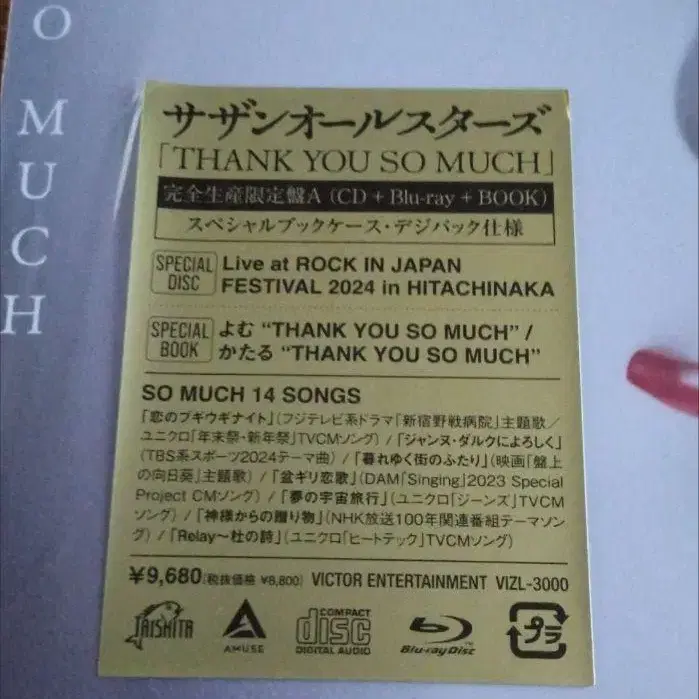 O
MUCH
サザンオールスターズ
「THANK YOU SO MUCH」
完全生産限定盤A（CD + Blu-ray + BOOK）
スペシャルブックケース・デジパック仕様
SPECIAL DISC
Live at ROCK IN JAPAN
FESTIVAL 2024 in HITACHINAKA
SPECIAL BOOK
よむ “THANK YOU SO MUCH” /
かたる “THANK YOU SO MUCH”
SO MUCH 14 SONGS
「恋のブギウギナイト」（フジテレビ系ドラマ「新宿野戦病院」主題歌／
ユニクロ「年末祭・新年祭」TVCMソング）/「ジャンヌ・ダルクによろしく」
（TBS系スポーツ2024テーマ曲）/「暮れゆく街のふたり」（映画「盤上
の向日葵」主題歌）/「盆ギリ恋歌」（DAM「Singing」2023 Special
Project CMソング）/「夢の宇宙旅行」（ユニクロ「ジーンズ」TVCM
ソング）/「神様からの贈り物」（NHK放送100年関連番組テーマソン
グ）/「Relay〜杜の詩」（ユニクロ「ヒートテック」TVCMソング）
¥9,680（税抜価格 ¥8,800） VICTOR ENTERTAINMENT VIZL-3000
TAISHITA
AMUSE
COMPACT
disc
DIGITAL AUDIO
Blu-ray Disc
プラ